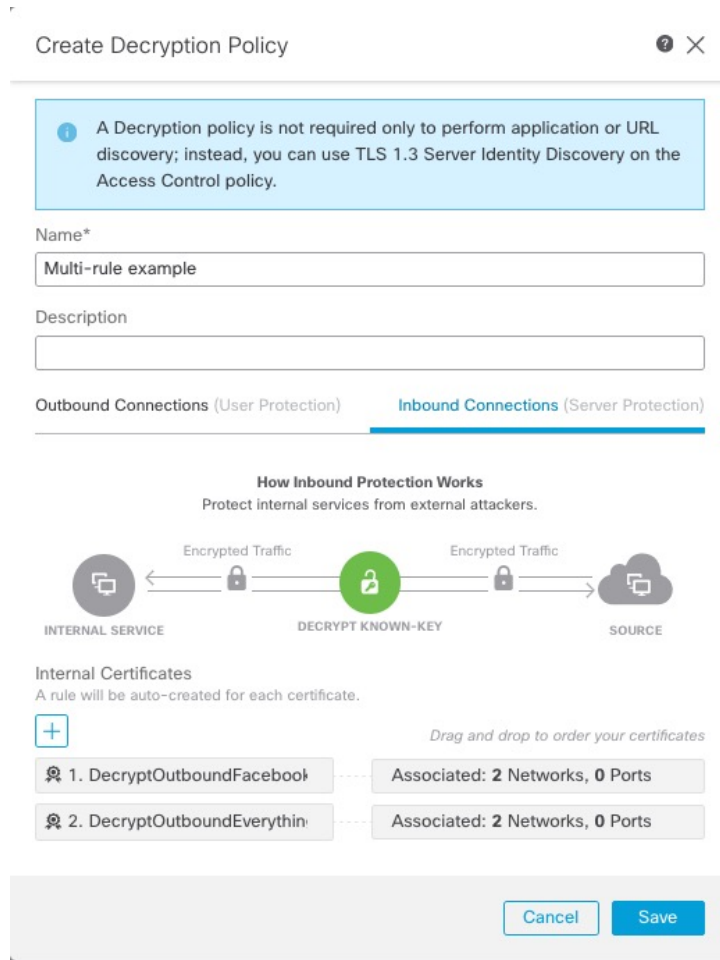 Create Decryption Policy
A Decryption policy is not required only to perform application or URL
discovery; instead, you can use TLS 1.3 Server Identity Discovery on the
Access Control policy.
Name*
Multi-rule example
Description
Outbound Connections (User Protection)
Inbound Connections (Server Protection)
How Inbound Protection Works
Protect internal services from external attackers.
Encrypted Traffic
Encrypted Traffic
INTERNAL SERVICE
DECRYPT KNOWN-KEY
SOURCE
Internal Certificates
A rule will be auto-created for each certificate.
Drag and drop to order your certificates
1. DecryptOutboundFacebook
Associated: 2 Networks, 0 Ports
2. DecryptOutboundEverythin
Associated: 2 Networks, 0 Ports
Cancel
Save